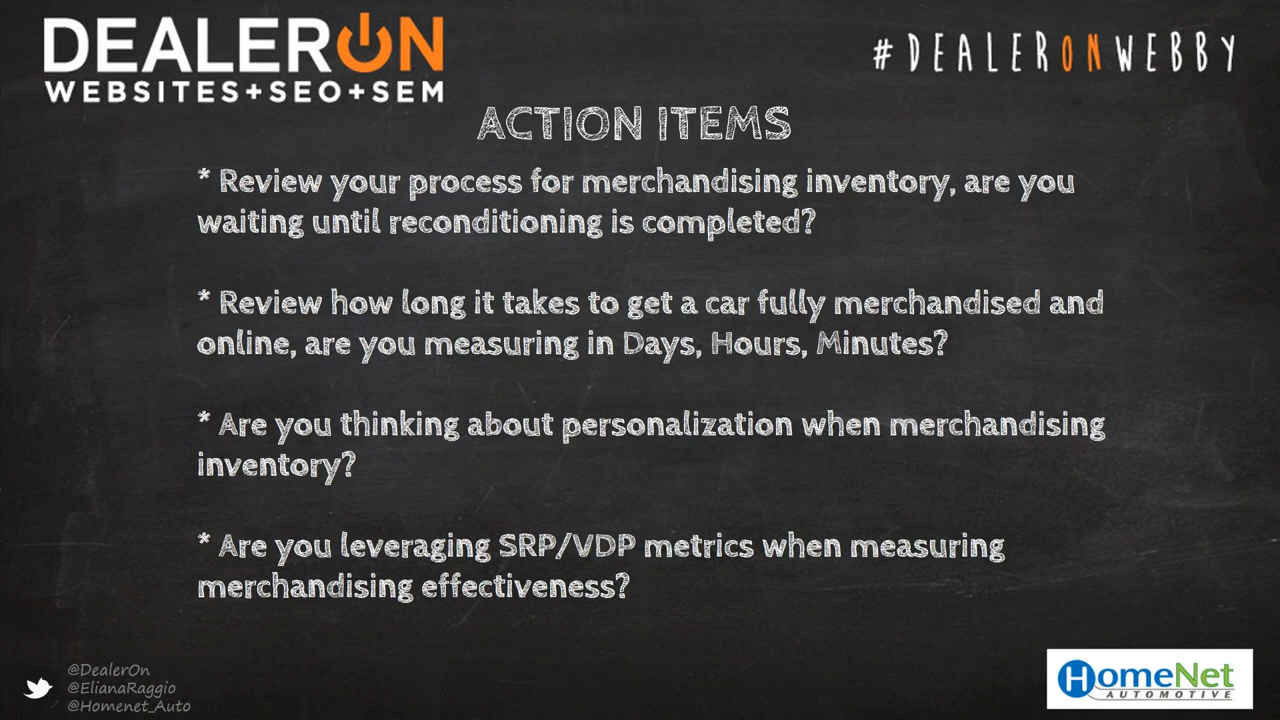 DEALERON
WEBSITES+SEO+SEM
#DEALERONWEBBY
ACTION ITEMS
* Review your process for merchandising inventory, are you
waiting until reconditioning is completed?
* Review how long it takes to get a car fully merchandised and
online, are you measuring in Days, Hours, Minutes?
* Are you thinking about personalization when merchandising
inventory?
* Are you leveraging SRP/VDP metrics when measuring
merchandising effectiveness?
@DealerOn
@ElianaRaggio
@Homenet_Auto
HomeNet
AUTOMOTIVE